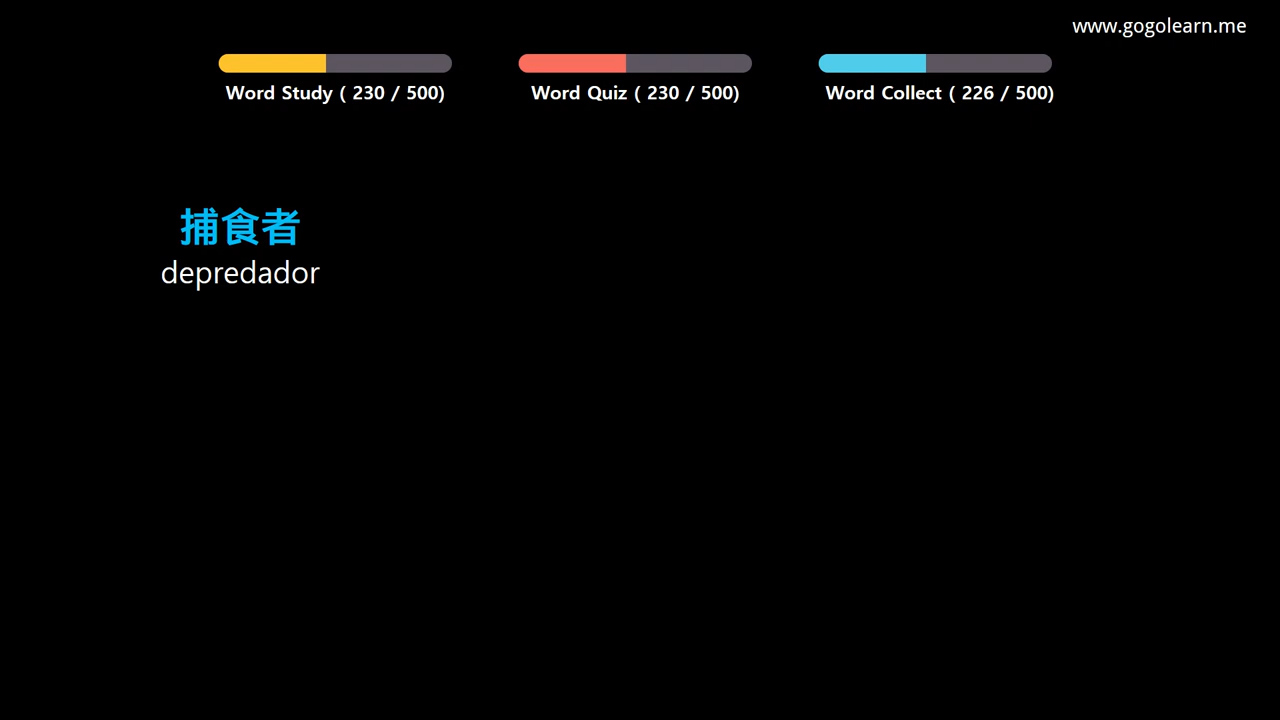 www.gogolearn.me
Word Study ( 230 / 500)
Word Quiz ( 230 / 500)
Word Collect ( 226 / 500)
捕食者
depredador